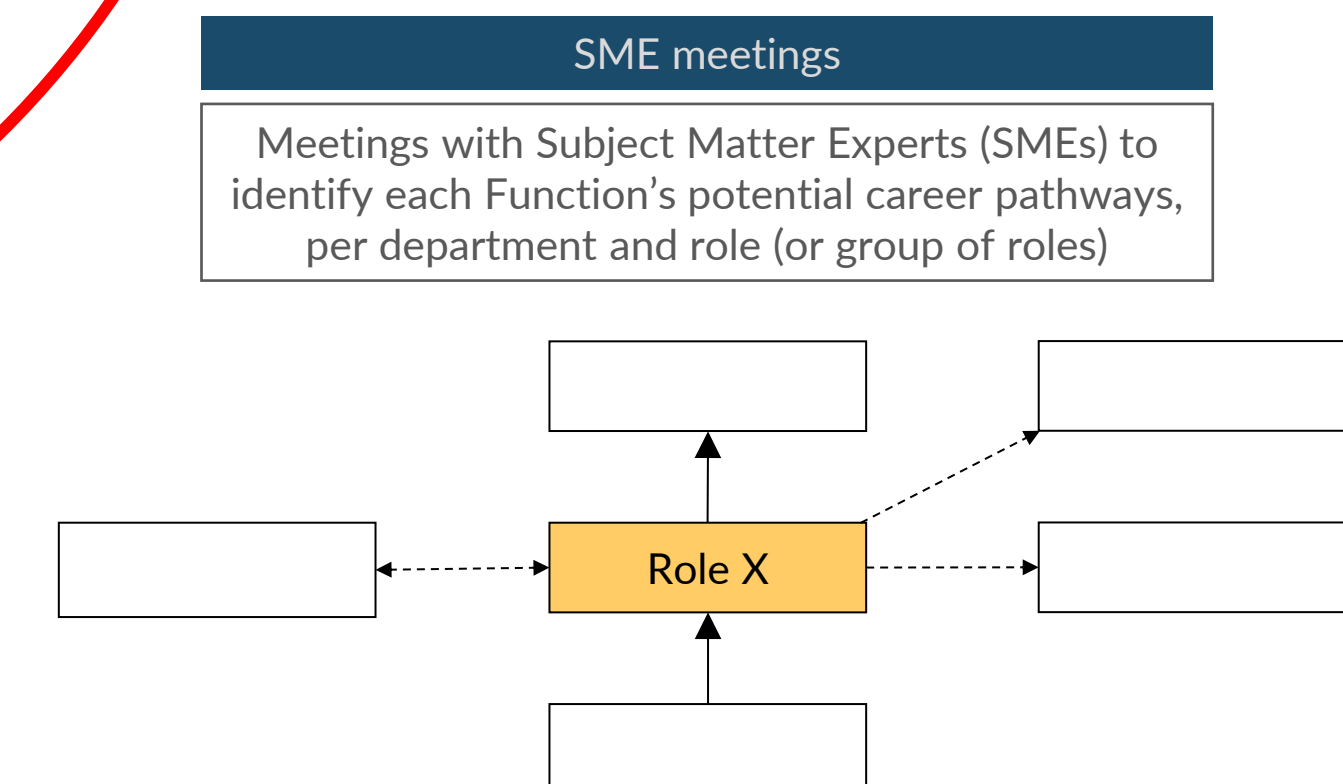 SME meetings
Meetings with Subject Matter Experts (SMEs) to
identify each Function’s potential career pathways,
per department and role (or group of roles)
Role X